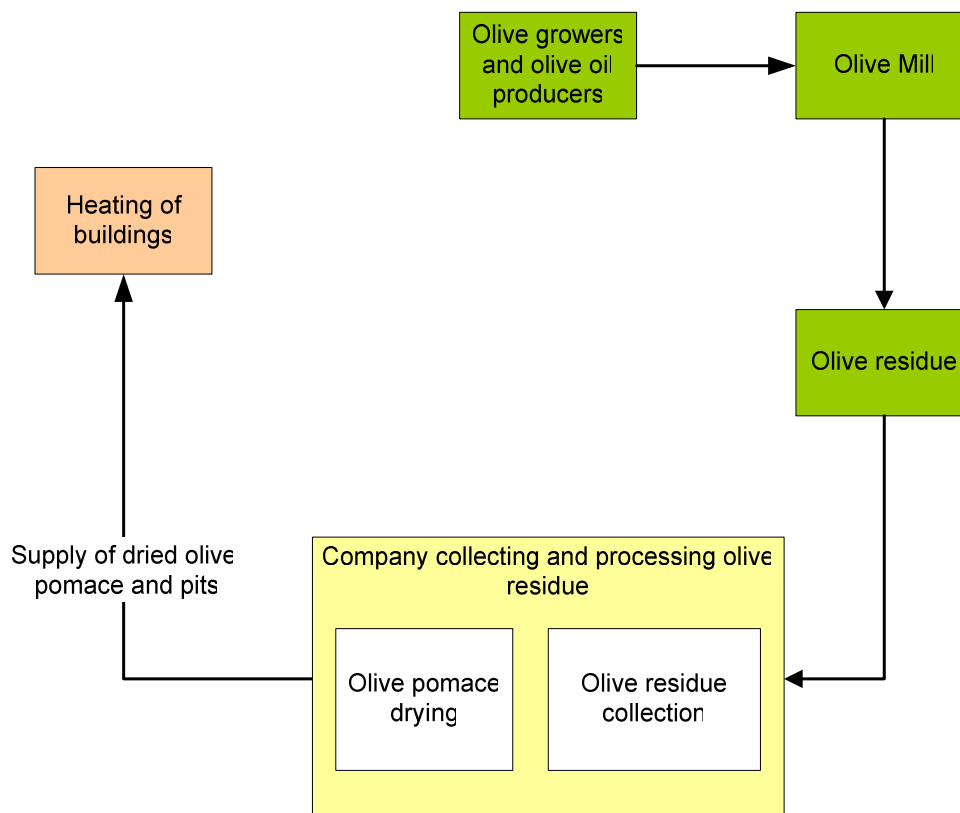 Olive growers
and olive oil
producers
Olive Mill
Heating of
buildings
Olive residue
Supply of dried olive
pomace and pits
Company collecting and processing olive
residue
Olive pomace
drying
Olive residue
collection